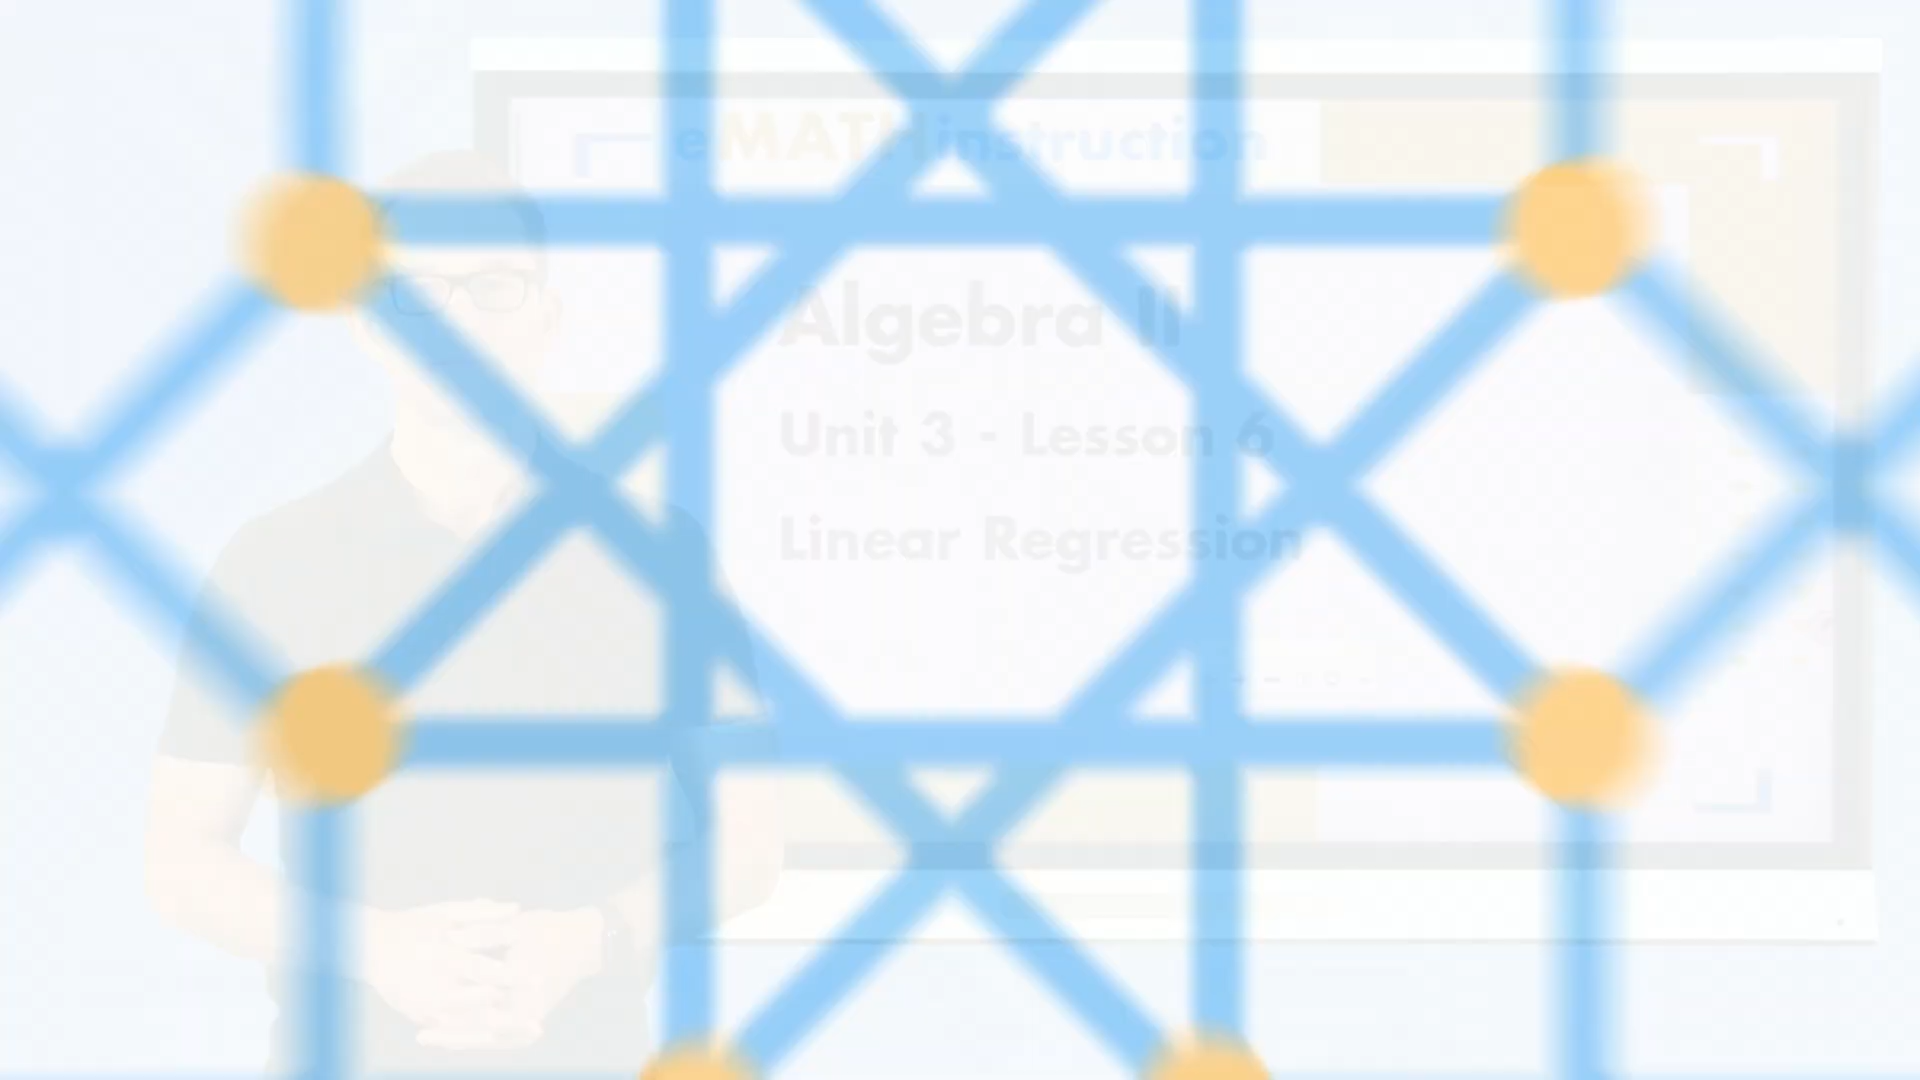 eMATHinstruction
Algebra II
Unit 3 - Lesson 6
Linear Regression